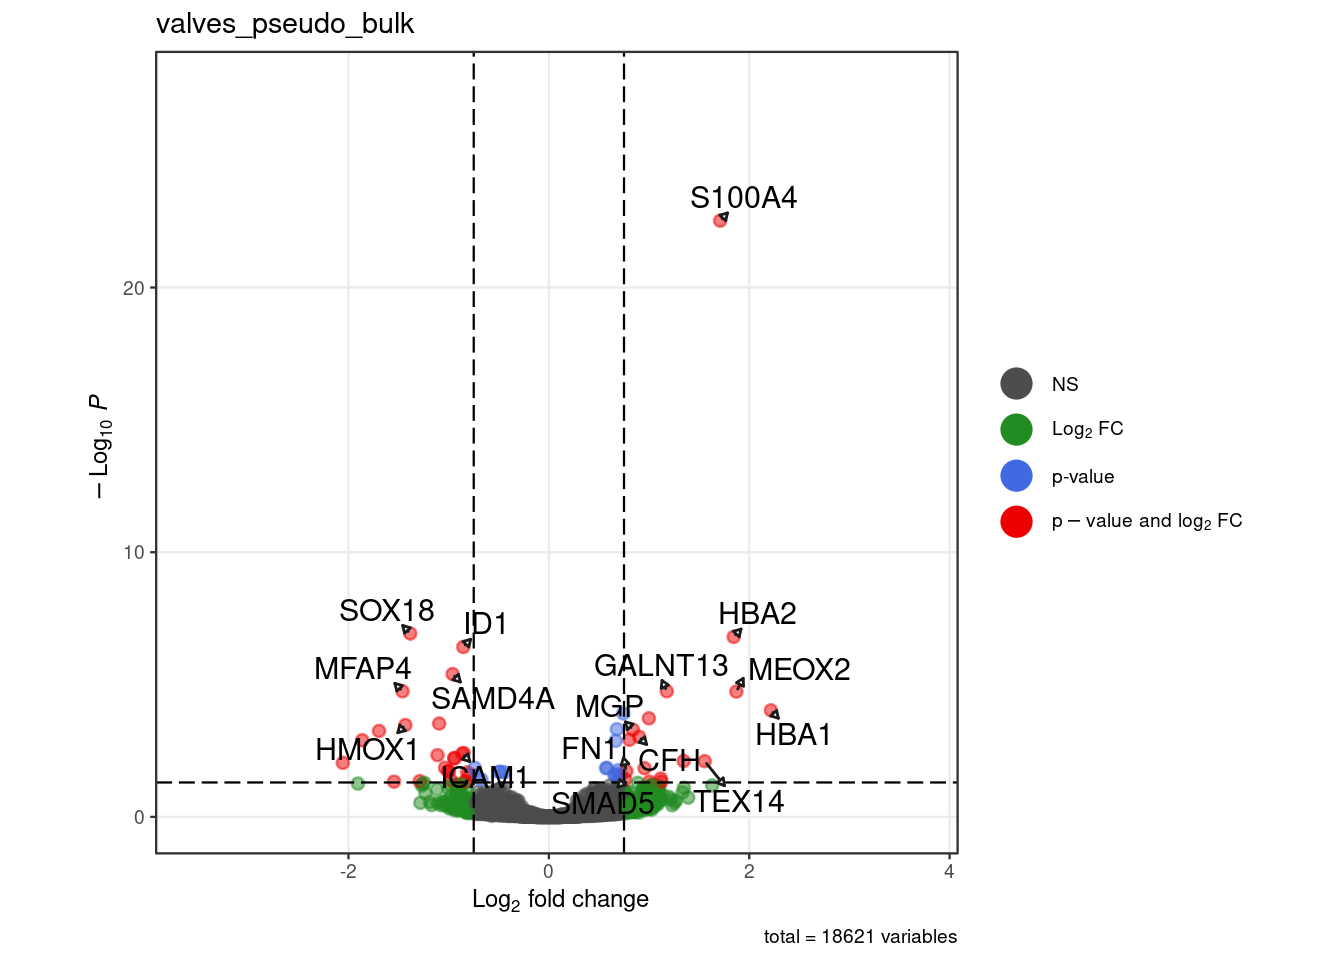 valves_pseudo_bulk
S100A4
20
NS
Log2 FC
p-value
p − value and log2 FC
− Log10 P
10
SOX18
ID1
HBA2
MFAP4
GALNT13
MEOX2
SAMD4A
MGP
HBA1
HMOX1
FN1
CFH
ICAM1
SMAD5
TEX14
0
-2
0
2
4
Log2 fold change
total = 18621 variables